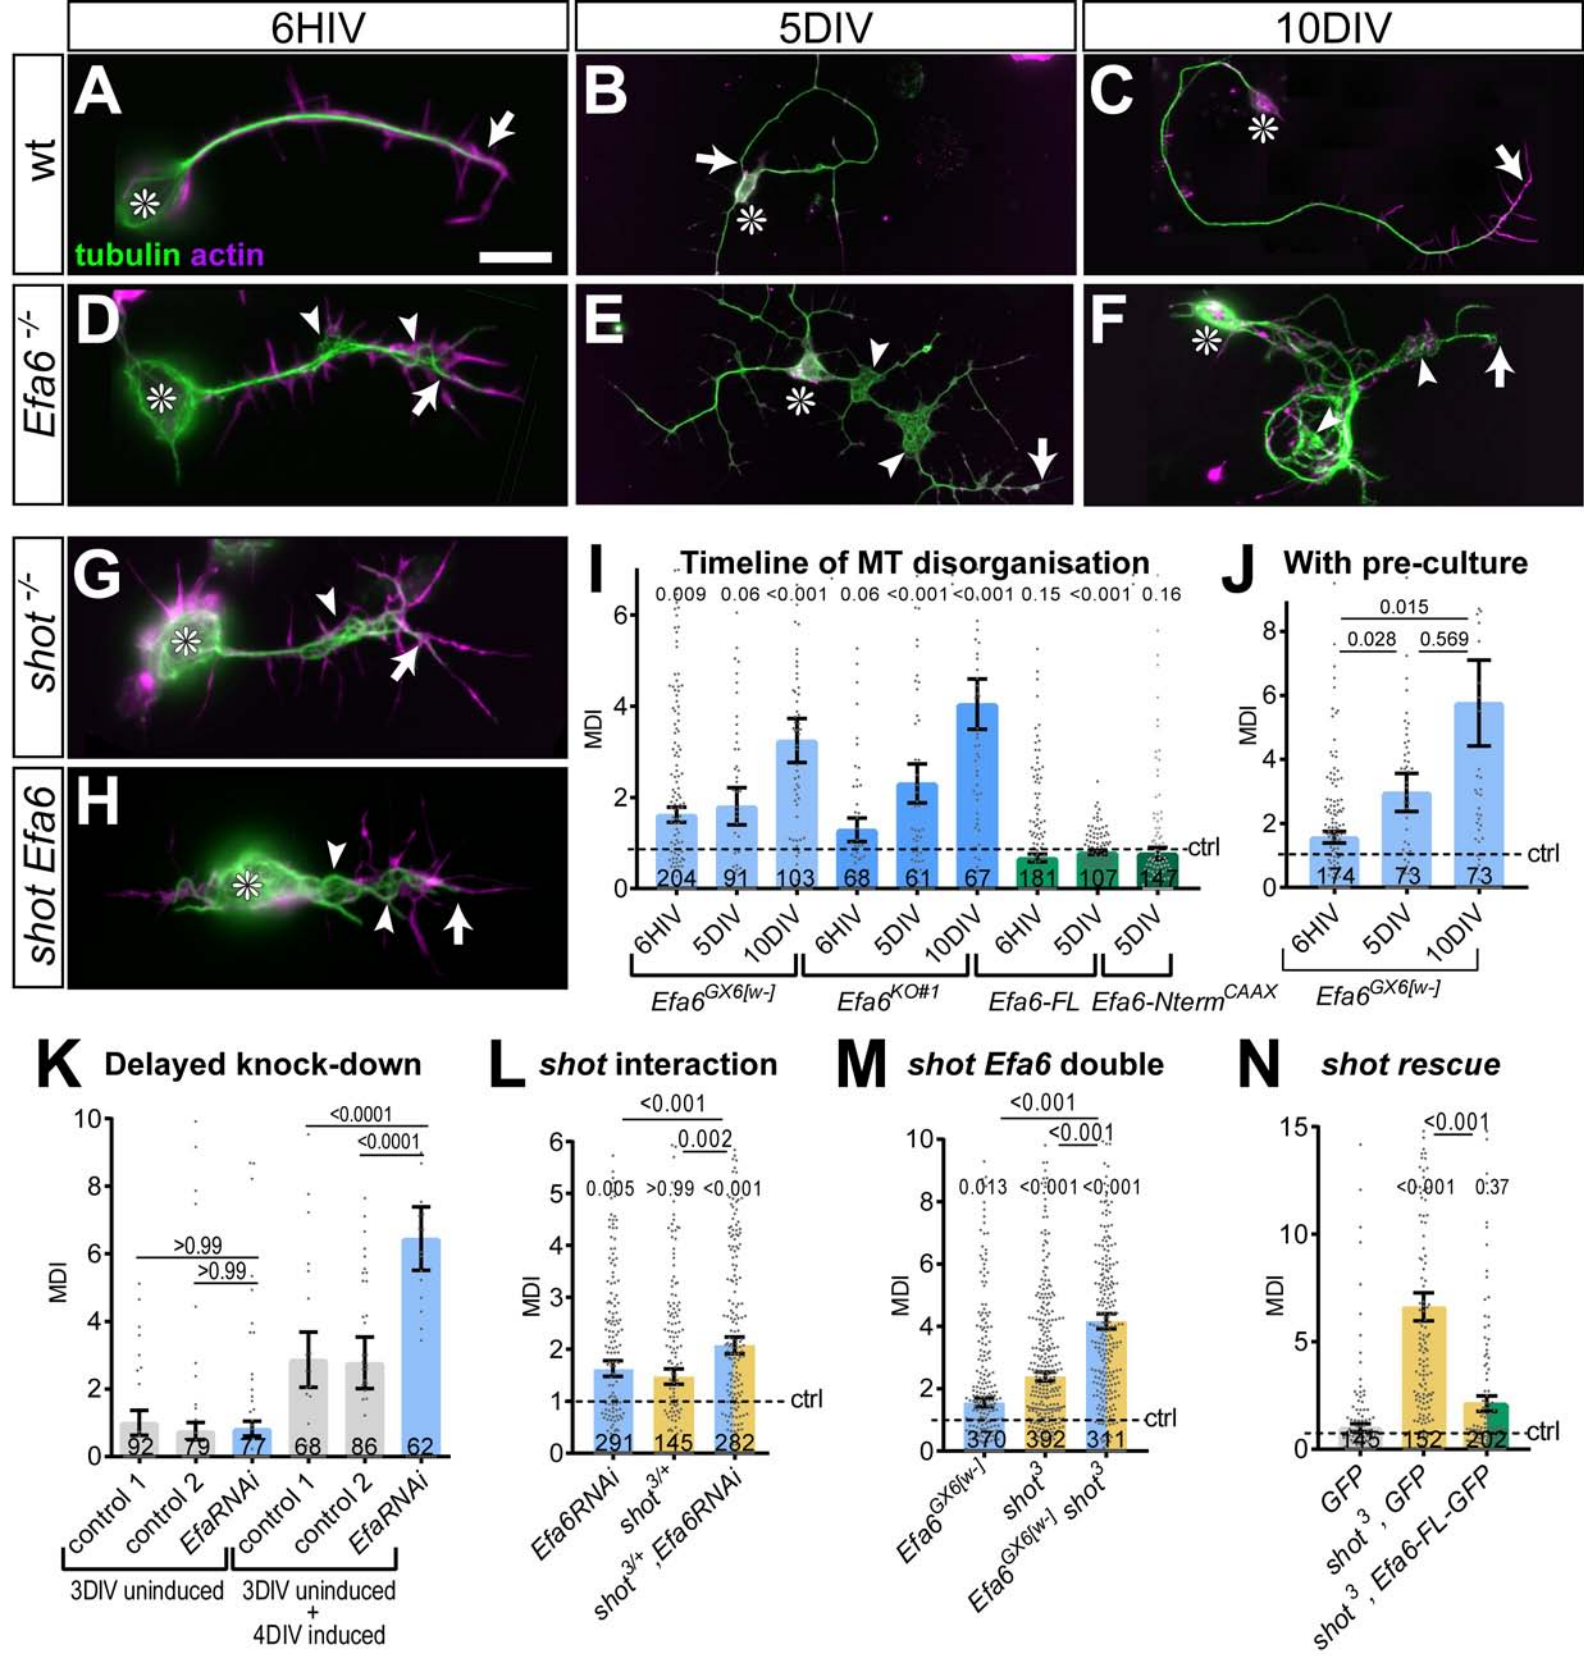 6HIV 5DIV 10DIV
wt
A B C
tubulin actin
Efa6 -/-
D E F
shot -/-
G
shot Efa6
H
I Timeline of MT disorganisation
0.009 0.06 <0.001 0.06 <0.001 <0.001 0.15 <0.001 0.16
MDI
6
4
2
0
ctrl
204 91 103 68 61 67 181 107 147
6HIV 5DIV 10DIV 6HIV 5DIV 10DIV 6HIV 5DIV 5DIV
Efa6GX6[w-] Efa6KO#1 Efa6-FL Efa6-NtermCAAX
J With pre-culture
0.015
0.028 0.569
MDI
8
6
4
2
0
ctrl
174 73 73
6HIV 5DIV 10DIV
Efa6GX6[w-]
K Delayed knock-down
<0.0001
<0.0001
>0.99
>0.99
MDI
10
8
6
4
2
0
92 79 77 68 86 62
control 1 control 2 EfaRNAi control 1 control 2 EfaRNAi
3DIV uninduced
3DIV uninduced
+
4DIV induced
L shot interaction
<0.001
0.002
0.005 >0.99 <0.001
MDI
6
5
4
3
2
1
0
ctrl
291 145 282
Efa6RNAi shot3/+ shot3/+,Efa6RNAi
M shot Efa6 double
<0.001
<0.001
0.013 <0.001 <0.001
MDI
10
8
6
4
2
0
ctrl
370 392 311
Efa6GX6[w-] shot3 Efa6GX6[w-] shot3
N shot rescue
<0.001
<0.001 0.37
MDI
15
10
5
0
ctrl
145 152 202
GFP shot3, GFP shot3, Efa6-FL-GFP